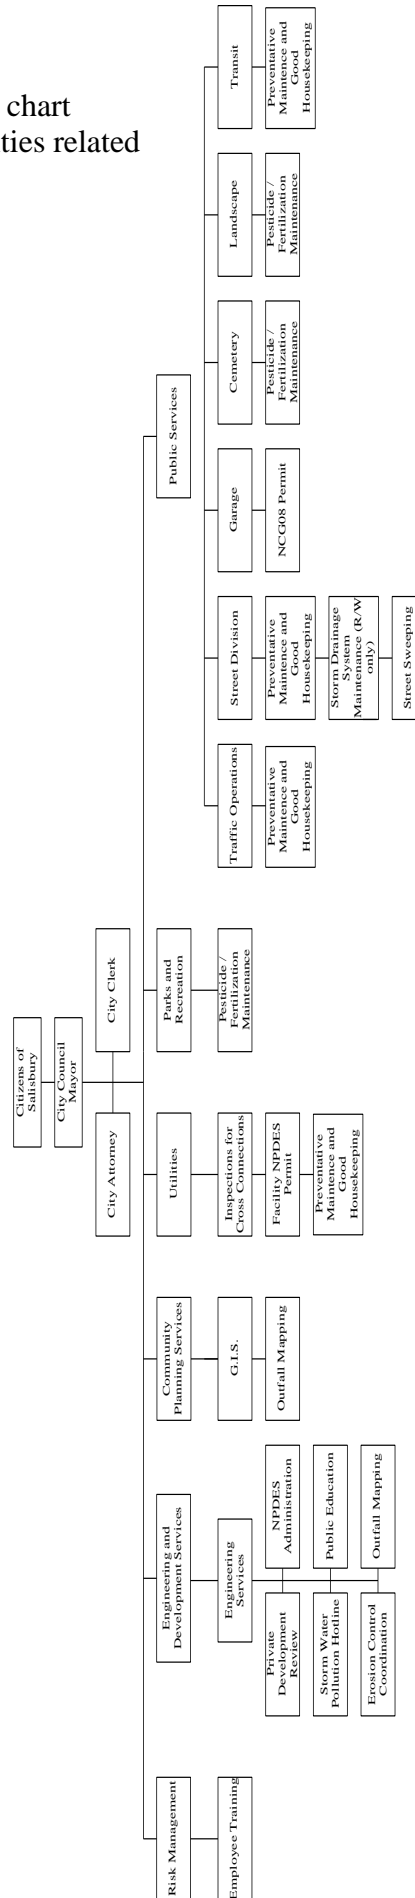 chart
ties related
Citizens of
Salisbury
City Council
Mayor
City Attorney
City Clerk
Risk Management
Employee Training
Engineering and
Development Services
Engineering
Services
Private
Development
Review
NPDES
Administration
Storm Water
Pollution Hotline
Public Education
Erosion Control
Coordination
Outfall Mapping
Community
Planning Services
G.I.S.
Outfall Mapping
Utilities
Inspections for
Cross Connections
Facility NPDES
Permit
Preventative
Maintence and
Good
Housekeeping
Parks and
Recreation
Pesticide /
Fertilization
Maintenance
Public Services
Traffic Operations
Preventative
Maintence and
Good
Housekeeping
Street Division
Preventative
Maintence and
Good
Housekeeping
Storm Drainage
System
Maintenance (R/W
only)
Street Sweeping
Garage
NCG08 Permit
Cemetery
Pesticide /
Fertilization
Maintenance
Landscape
Pesticide /
Fertilization
Maintenance
Transit
Preventative
Maintence and
Good
Housekeeping